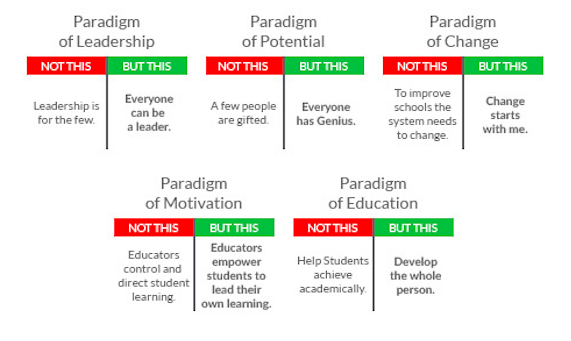 Paradigm
of Leadership
NOT THIS
BUT THIS
Leadership is
for the few.
Everyone
can be
a leader.
Paradigm
of Potential
NOT THIS
BUT THIS
A few people
are gifted.
Everyone
has Genius.
Paradigm
of Change
NOT THIS
BUT THIS
To improve
schools the
system needs
to change.
Change
starts
with me.
Paradigm
of Motivation
NOT THIS
BUT THIS
Educators
control and
direct student
learning.
Educators
empower
students to
lead their
own learning.
Paradigm
of Education
NOT THIS
BUT THIS
Help Students
achieve
academically.
Develop
the whole
person.